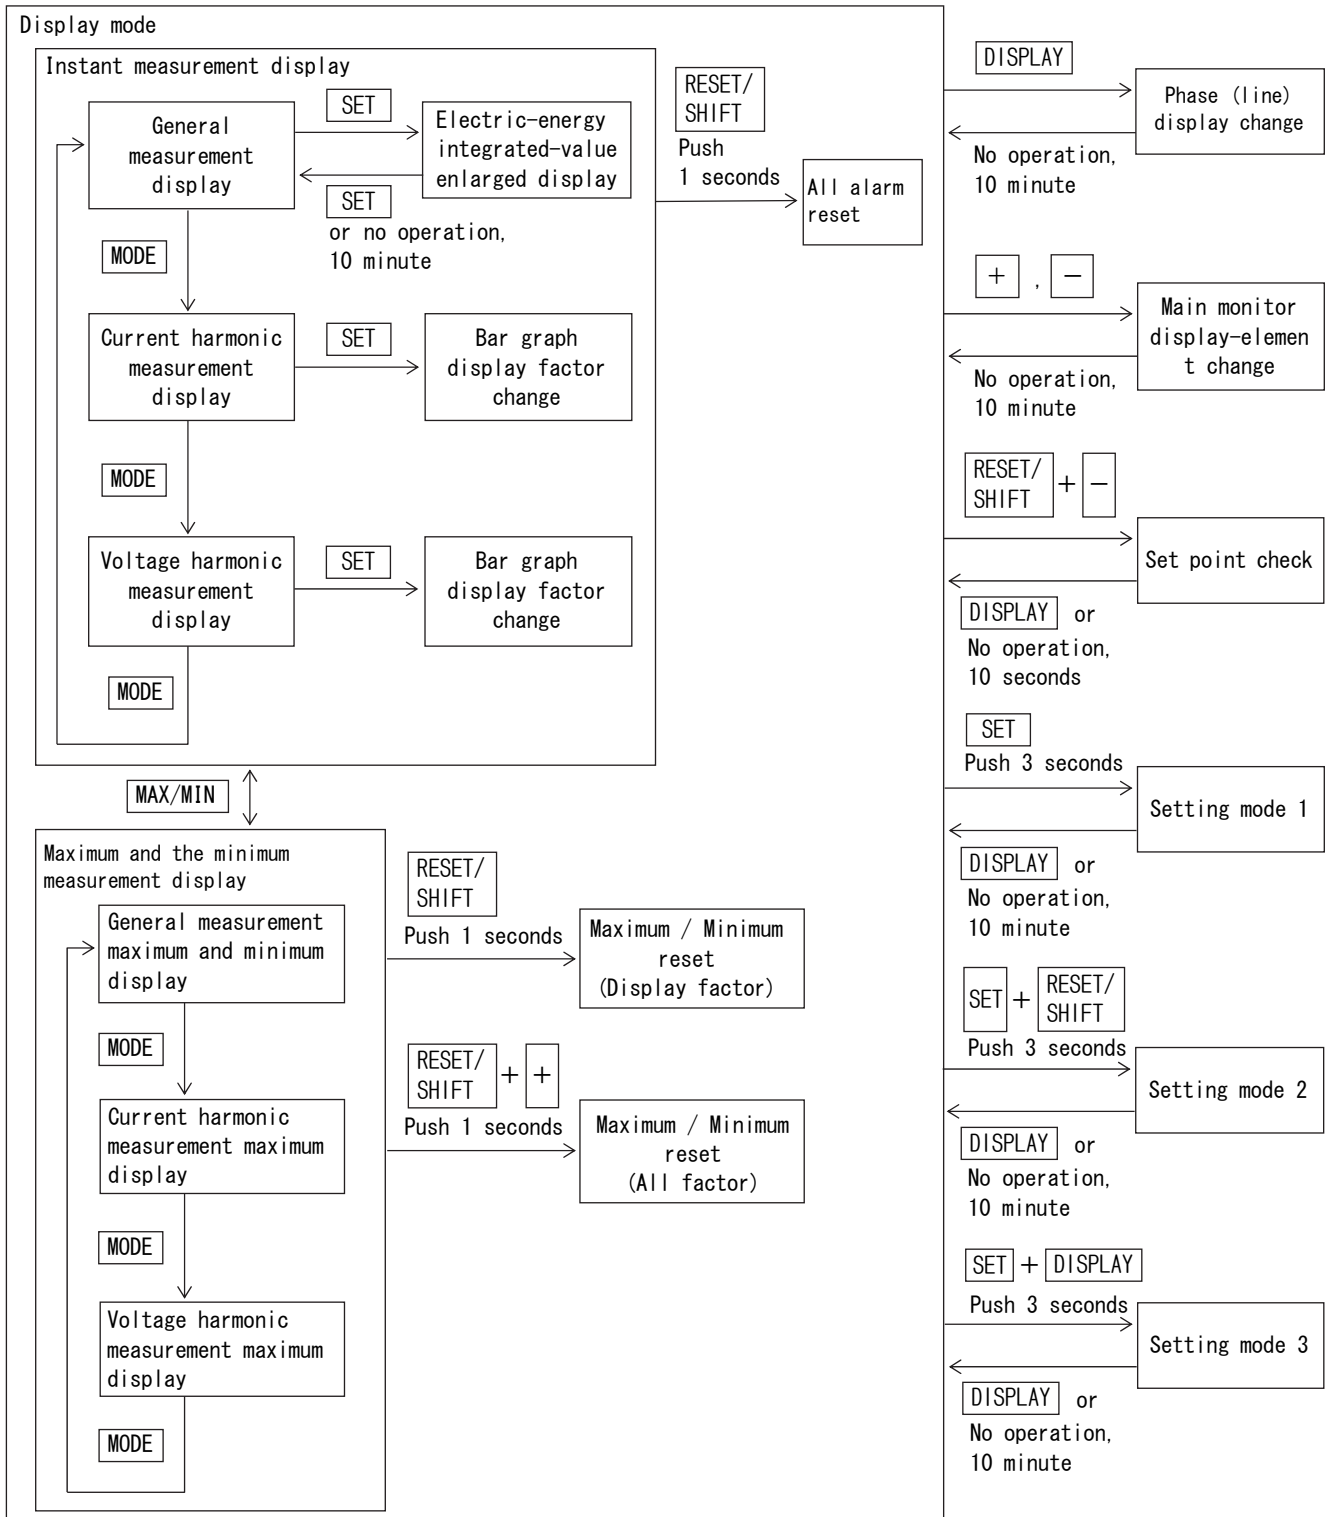 Display mode
Instant measurement display
General
measurement
display
SET
Electric-energy
integrated-value
enlarged display
SET
or no operation,
10 minute
MODE
Current harmonic
measurement
display
SET
Bar graph
display factor
change
MODE
Voltage harmonic
measurement
display
SET
Bar graph
display factor
change
MODE
RESET/
SHIFT
Push
1 seconds
All alarm
reset
MAX/MIN
Maximum and the minimum
measurement display
General measurement
maximum and minimum
display
MODE
Current harmonic
measurement maximum
display
MODE
Voltage harmonic
measurement maximum
display
MODE
RESET/
SHIFT
Push 1 seconds
Maximum / Minimum
reset
(Display factor)
RESET/
SHIFT + +
Push 1 seconds
Maximum / Minimum
reset
(All factor)
DISPLAY
Phase (line)
display change
No operation,
10 minute
+ , -
Main monitor
display-elemen
t change
No operation,
10 minute
RESET/
SHIFT + -
Set point check
DISPLAY or
No operation,
10 seconds
SET
Push 3 seconds
Setting mode 1
DISPLAY or
No operation,
10 minute
SET + RESET/
SHIFT
Push 3 seconds
Setting mode 2
DISPLAY or
No operation,
10 minute
SET + DISPLAY
Push 3 seconds
Setting mode 3
DISPLAY or
No operation,
10 minute